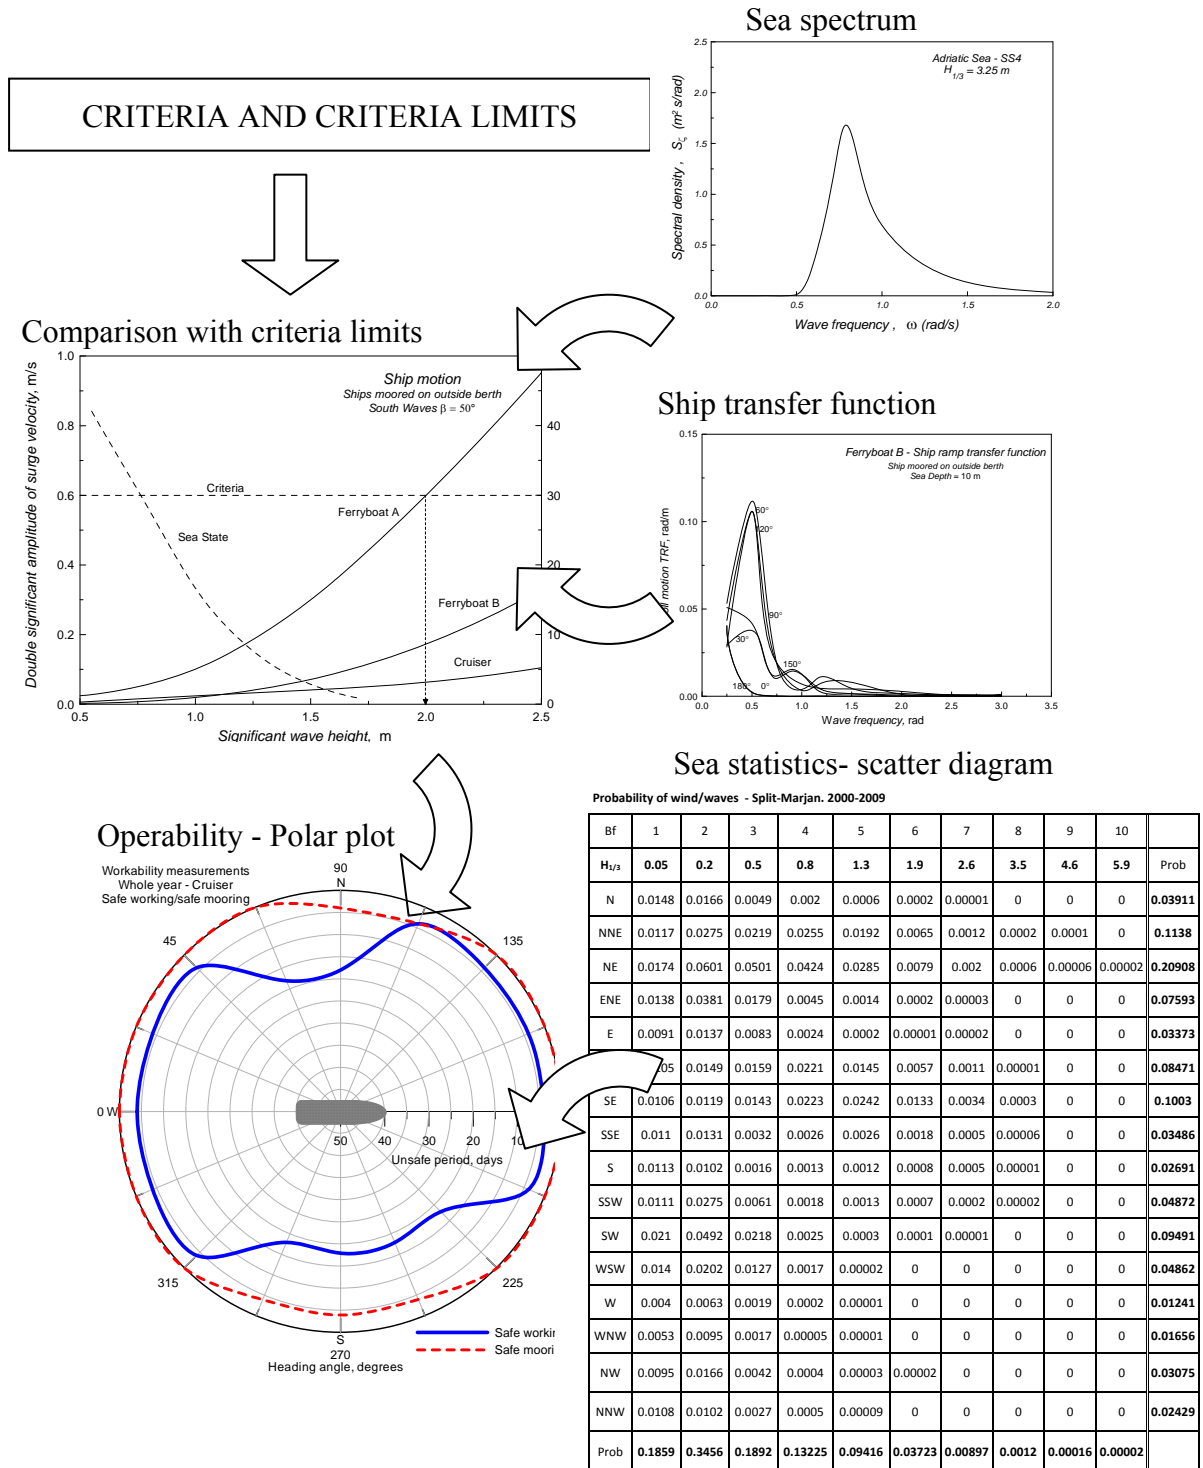 Sea spectrum
CRITERIA AND CRITERIA LIMITS
Adriatic Sea - SS4
H1/3 = 3.25 m
Spectral density , Sζ (m² s/rad)
2.5
2.0
1.5
1.0
0.5
0.0
0.0 0.5 1.0 1.5 2.0
Wave frequency , ω (rad/s)
Comparison with criteria limits
Double significant amplitude of surge velocity, m/s
1.0
0.8
0.6
0.4
0.2
0.0
Ship motion
Ships moored on outside berth
South Waves β = 50°
Criteria
Ferryboat A
Sea State
Ferryboat B
Cruiser
40
30
20
10
0
0.5 1.0 1.5 2.0 2.5
Significant wave height, m
Ship transfer function
0.15
0.10
0.05
0.00
Ferryboat B - Ship ramp transfer function
Ship moored on outside berth
Sea Depth = 10 m
motion TRF, rad/m
60°
120°
90°
30°
150°
180° 0°
0.0 0.5 1.0 1.5 2.0 2.5 3.0 3.5
Wave frequency, rad
Operability - Polar plot
Workability measurements
Whole year - Cruiser
Safe working/safe mooring
90
N
45
135
0 W
50 40 30 20 10
Unsafe period, days
315
225
S
270
Heading angle, degrees
Safe workin
Safe moori
Sea statistics- scatter diagram
Probability of wind/waves - Split-Marjan. 2000-2009
Bf 1 2 3 4 5 6 7 8 9 10
H1/3 0.05 0.2 0.5 0.8 1.3 1.9 2.6 3.5 4.6 5.9 Prob
N 0.0148 0.0166 0.0049 0.002 0.0006 0.0002 0.00001 0 0 0 0.03911
NNE 0.0117 0.0275 0.0219 0.0255 0.0192 0.0065 0.0012 0.0002 0.0001 0 0.1138
NE 0.0174 0.0601 0.0501 0.0424 0.0285 0.0079 0.002 0.0006 0.00006 0.00002 0.20908
ENE 0.0138 0.0381 0.0179 0.0045 0.0014 0.0002 0.00003 0 0 0 0.07593
E 0.0091 0.0137 0.0083 0.0024 0.0002 0.00001 0.00002 0 0 0 0.03373
05 0.0149 0.0159 0.0221 0.0145 0.0057 0.0011 0.00001 0 0 0.08471
SE 0.0106 0.0119 0.0143 0.0223 0.0242 0.0133 0.0034 0.0003 0 0 0.1003
SSE 0.011 0.0131 0.0032 0.0026 0.0026 0.0018 0.0005 0.00006 0 0 0.03486
S 0.0113 0.0102 0.0016 0.0013 0.0012 0.0008 0.0005 0.00001 0 0 0.02691
SSW 0.0111 0.0275 0.0061 0.0018 0.0013 0.0007 0.0002 0.00002 0 0 0.04872
SW 0.021 0.0492 0.0218 0.0025 0.0003 0.0001 0.00001 0 0 0 0.09491
WSW 0.014 0.0202 0.0127 0.0017 0.00002 0 0 0 0 0 0.04862
W 0.004 0.0063 0.0019 0.0002 0.00001 0 0 0 0 0 0.01241
WNW 0.0053 0.0095 0.0017 0.00005 0.00001 0 0 0 0 0 0.01656
NW 0.0095 0.0166 0.0042 0.0004 0.00003 0.00002 0 0 0 0 0.03075
NNW 0.0108 0.0102 0.0027 0.0005 0.00009 0 0 0 0 0 0.02429
Prob 0.1859 0.3456 0.1892 0.13225 0.09416 0.03723 0.00897 0.0012 0.00016 0.00002